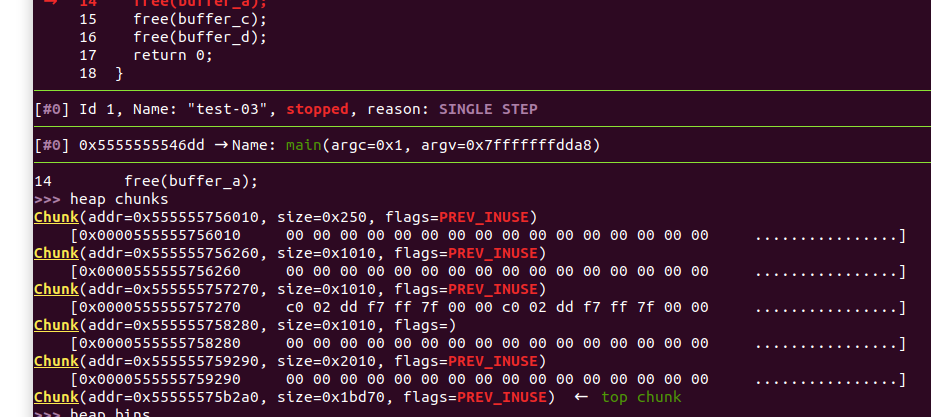 → 14 free(buffer_a);
15 free(buffer_c);
16 free(buffer_d);
17 return 0;
18 }
[#0] Id 1, Name: "test-03", stopped, reason: SINGLE STEP
[#0] 0x5555555546dd → Name: main(argc=0x1, argv=0x7fffffffdda8)
14 free(buffer_a);
>>> heap chunks
Chunk(addr=0x555555756010, size=0x250, flags=PREV_INUSE)
[0x0000555555756010 00 00 00 00 00 00 00 00 00 00 00 00 00 00 00 00 ................]
Chunk(addr=0x555555756260, size=0x1010, flags=PREV_INUSE)
[0x0000555555756260 00 00 00 00 00 00 00 00 00 00 00 00 00 00 00 00 ................]
Chunk(addr=0x555555757270, size=0x1010, flags=PREV_INUSE)
[0x0000555555757270 c0 02 dd f7 ff 7f 00 00 c0 02 dd f7 ff 7f 00 00 ................]
Chunk(addr=0x555555758280, size=0x1010, flags=)
[0x0000555555758280 00 00 00 00 00 00 00 00 00 00 00 00 00 00 00 00 ................]
Chunk(addr=0x555555759290, size=0x2010, flags=PREV_INUSE)
[0x0000555555759290 00 00 00 00 00 00 00 00 00 00 00 00 00 00 00 00 ................]
Chunk(addr=0x55555575b2a0, size=0x1bd70, flags=PREV_INUSE) ← top chunk
>>> heap bins